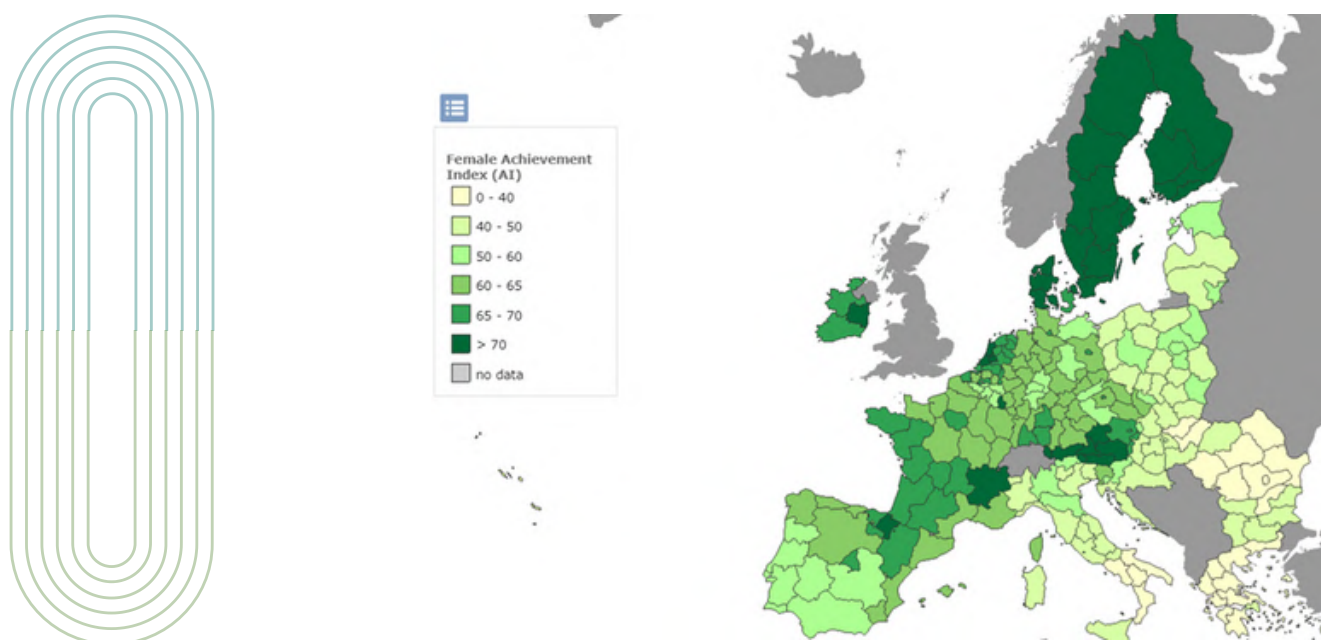 Female Achievement
Index (AI)
0 - 40
40 - 50
50 - 60
60 - 65
65 - 70
> 70
no data